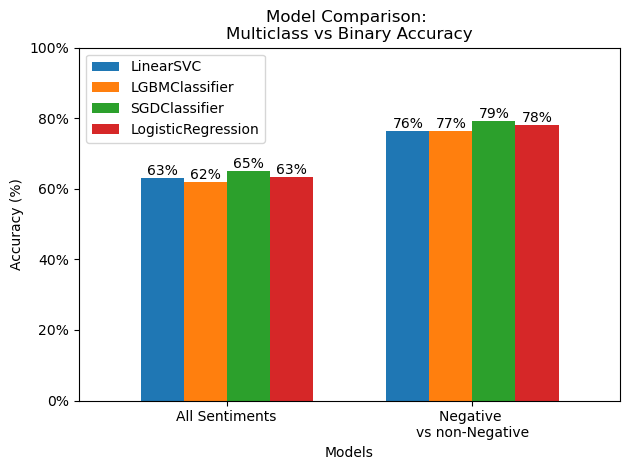 Model Comparison:
Multiclass vs Binary Accuracy
100%
80%
60%
40%
20%
0%
Accuracy (%)
LinearSVC
LGBMClassifier
SGDClassifier
LogisticRegression
63%
62%
65%
63%
76%
77%
79%
78%
All Sentiments
Negative
vs non-Negative
Models